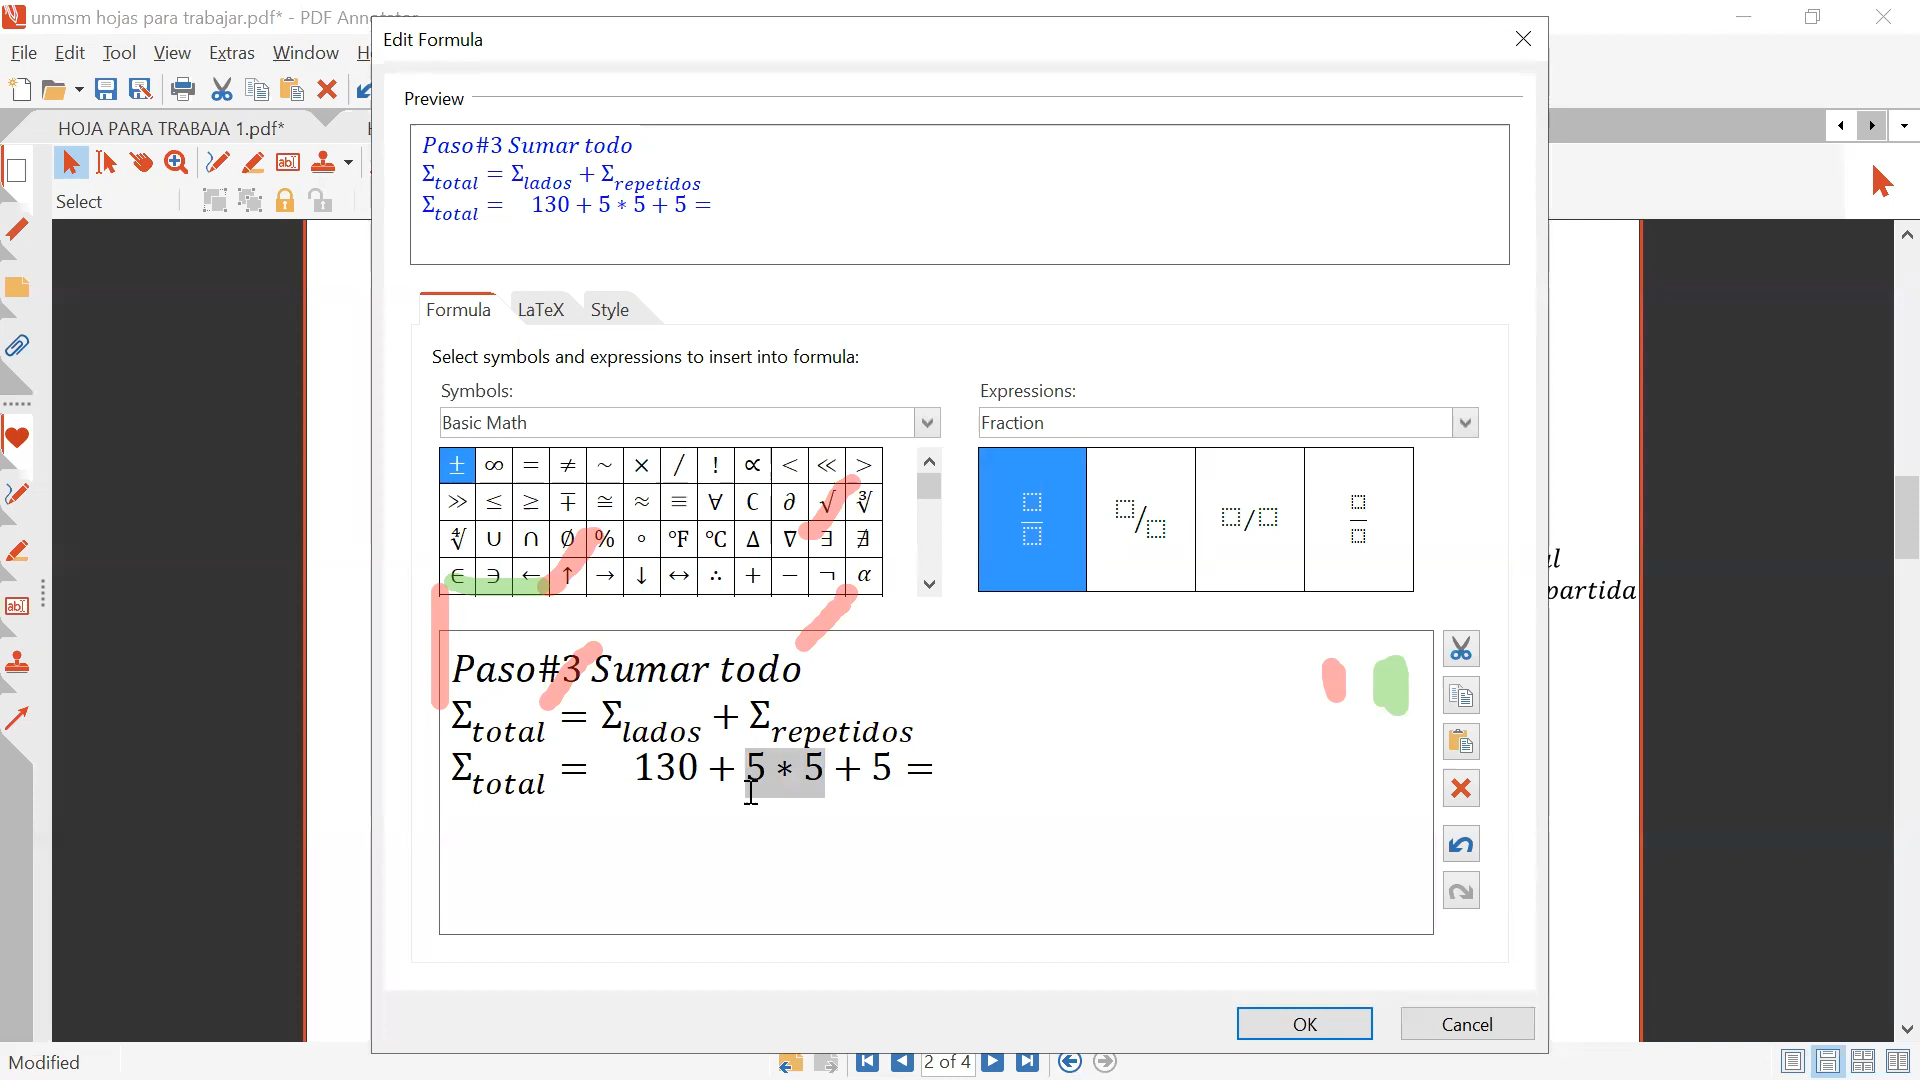 unmsm hojas para trabajar.pdf* - PDF Annotator
Edit Formula
File Edit Tool View Extras Window
Preview
HOJA PARA TRABAJA 1.pdf*
Paso#3 Sumar todo
Σtotal = Σlados + Σrepetidos
Σtotal = 130 + 5 * 5 + 5 =
Select
Formula LaTeX Style
Select symbols and expressions to insert into formula:
Symbols: Expressions:
Basic Math Fraction
± ∞ = ≠ ~ × / ! ∝ < ≪ >
≫ ≤ ≥ ∓ ≅ ≈ ≡ ∀ C ∂ √ ∛
∜ ∪ ∩ ∅ % ° °F °C ∆ ∇ ∃ ∄
∈ ∋ ← ↑ → ↓ ↔ ∴ + − ¬ α
partida
Paso#3 Sumar todo
Σtotal = Σlados + Σrepetidos
Σtotal = 130 + 5 * 5 + 5 =
OK Cancel
Modified
2 of 4